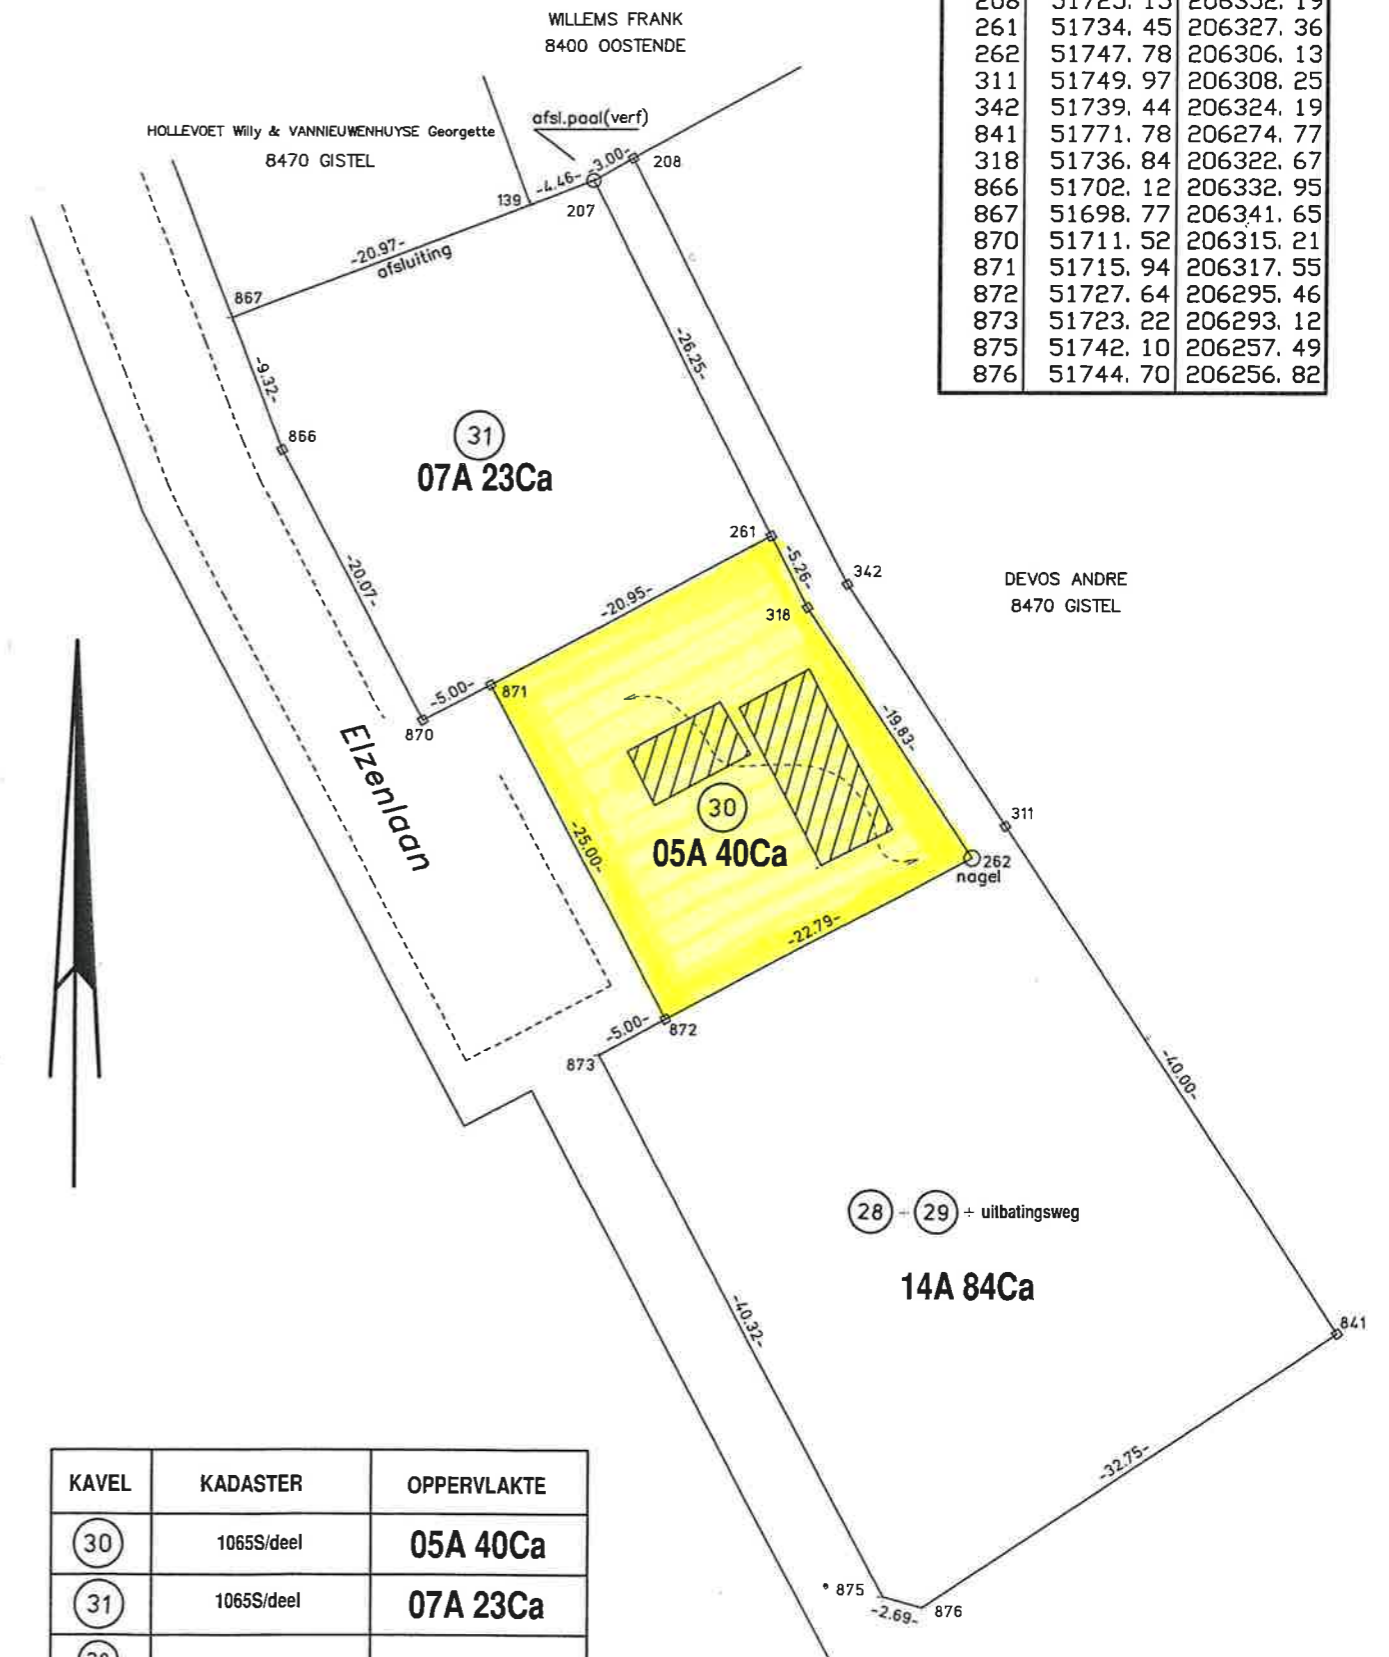 WILLEMS FRANK
8400 OOSTENDE
208 51725. 13 206352. 19
261 51734. 45 206327. 36
262 51747. 78 206306. 13
311 51749. 97 206308. 25
342 51739. 44 206324. 19
841 51771. 78 206274. 77
318 51736. 84 206322. 67
866 51702. 12 206332. 95
867 51698. 77 206341. 65
870 51711. 52 206315. 21
871 51715. 94 206317. 55
872 51727. 64 206295. 46
873 51723. 22 206293. 12
875 51742. 10 206257. 49
876 51744. 70 206256. 82
HOLLEVOET Willy & VANNIEUWENHUYSE Georgette
8470 GISTEL
afsl.paal(verf)
-3.00-
208
-4.46-
139
207
-20.97-
afsluiting
867
-9.32-
-26.25-
866
31
07A 23Ca
261
-5.26-
342
DEVOS ANDRE
8470 GISTEL
-20.07-
-20.95-
318
-5.00-
871
870
-19.83-
Elzenlaan
30
05A 40Ca
-25.00-
311
262
nagel
-22.79-
-5.00-
872
873
-40.00-
28 - 29 + uitbatingsweg
14A 84Ca
-40.32-
841
-32.75-
875
-2.69-
876
KAVEL KADASTER OPPERVLAKTE
30 1065S/deel 05A 40Ca
31 1065S/deel 07A 23Ca